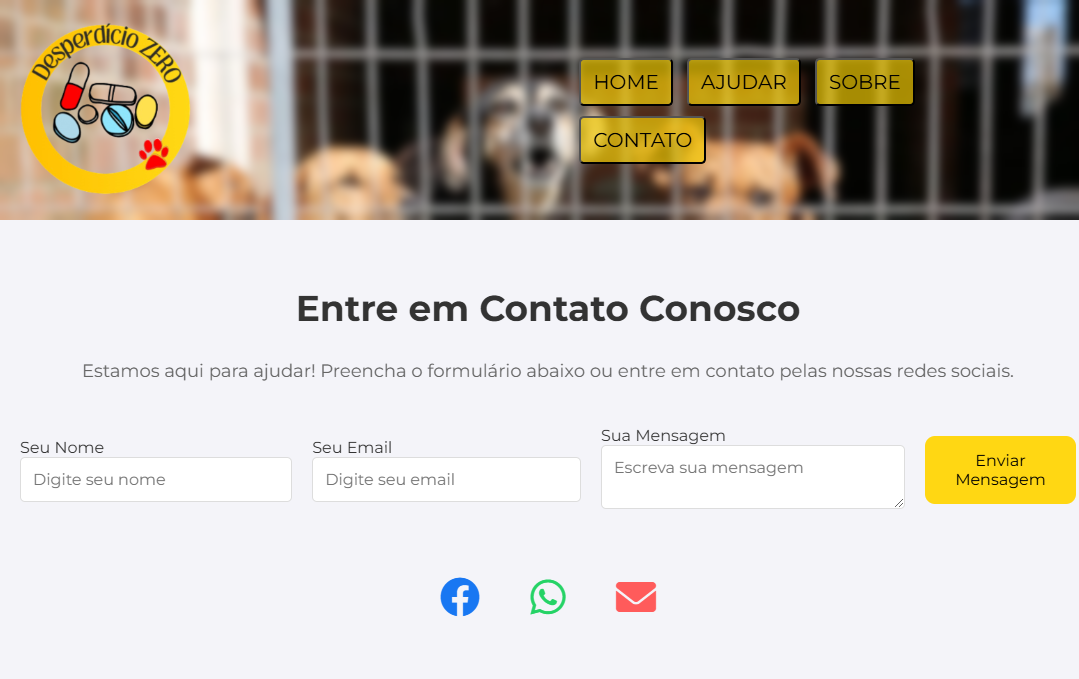 Desperdício ZERO
HOME
AJUDAR
SOBRE
CONTATO
Entre em Contato Conosco
Estamos aqui para ajudar! Preencha o formulário abaixo ou entre em contato pelas nossas redes sociais.
Seu Nome
Digite seu nome
Seu Email
Digite seu email
Sua Mensagem
Escreva sua mensagem
Enviar
Mensagem